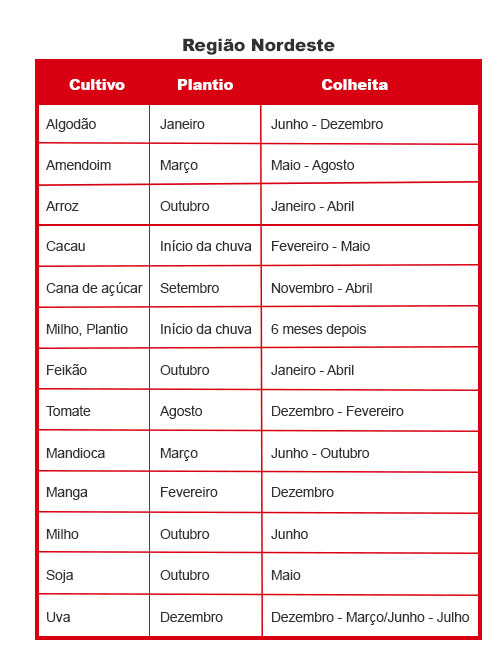 Região Nordeste
Cultivo Plantio Colheita
Algodão Janeiro Junho - Dezembro
Amendoim Março Maio - Agosto
Arroz Outubro Janeiro - Abril
Cacau Início da chuva Fevereiro - Maio
Cana de açúcar Setembro Novembro - Abril
Milho, Plantio Início da chuva 6 meses depois
Feikão Outubro Janeiro - Abril
Tomate Agosto Dezembro - Fevereiro
Mandioca Março Junho - Outubro
Manga Fevereiro Dezembro
Milho Outubro Junho
Soja Outubro Maio
Uva Dezembro Dezembro - Março/Junho - Julho